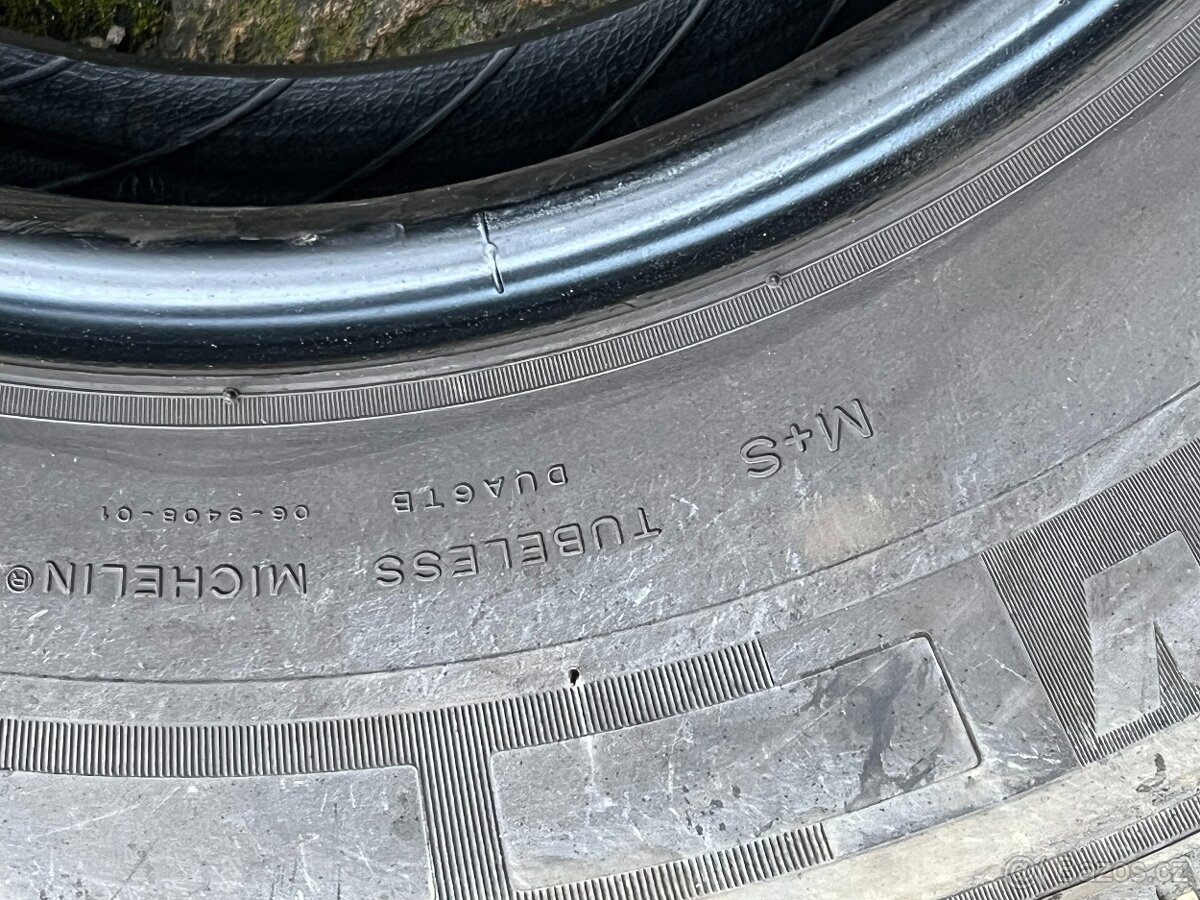 M+S
DUA6TB
06-9408-01
TUBELESS
MICHELIN®